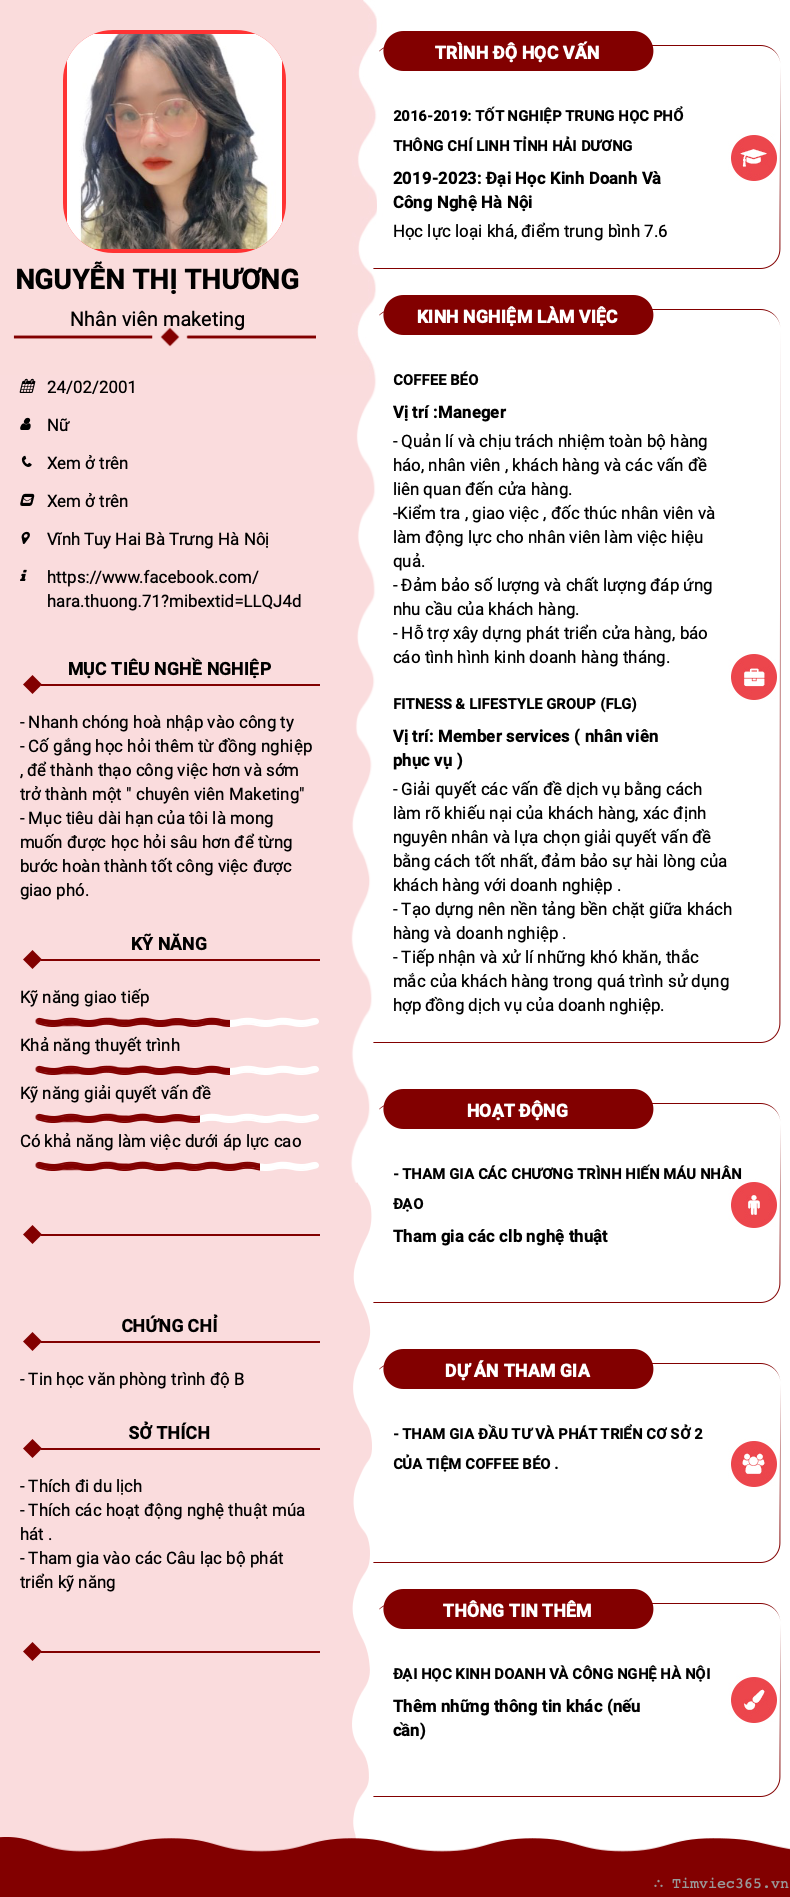 NGUYỄN THỊ THƯƠNG
Nhân viên maketing
24/02/2001
Nữ
Xem ở trên
Xem ở trên
Vĩnh Tuy Hai Bà Trưng Hà Nôị
https://www.facebook.com/
hara.thuong.71?mibextid=LLQJ4d
MỤC TIÊU NGHỀ NGHIỆP
- Nhanh chóng hoà nhập vào công ty
- Cố gắng học hỏi thêm từ đồng nghiệp
, để thành thạo công việc hơn và sớm
trở thành một " chuyên viên Maketing"
- Mục tiêu dài hạn của tôi là mong
muốn được học hỏi sâu hơn để từng
bước hoàn thành tốt công việc được
giao phó.
KỸ NĂNG
Kỹ năng giao tiếp
Khả năng thuyết trình
Kỹ năng giải quyết vấn đề
Có khả năng làm việc dưới áp lực cao
CHỨNG CHỈ
- Tin học văn phòng trình độ B
SỞ THÍCH
- Thích đi du lịch
- Thích các hoạt động nghệ thuật múa
hát .
- Tham gia vào các Câu lạc bộ phát
triển kỹ năng
TRÌNH ĐỘ HỌC VẤN
2016-2019: TỐT NGHIỆP TRUNG HỌC PHỔ
THÔNG CHÍ LINH TỈNH HẢI DƯƠNG
2019-2023: Đại Học Kinh Doanh Và
Công Nghệ Hà Nội
Học lực loại khá, điểm trung bình 7.6
KINH NGHIỆM LÀM VIỆC
COFFEE BÉO
Vị trí :Maneger
- Quản lí và chịu trách nhiệm toàn bộ hàng
háo, nhân viên , khách hàng và các vấn đề
liên quan đến cửa hàng.
-Kiểm tra , giao việc , đốc thúc nhân viên và
làm động lực cho nhân viên làm việc hiệu
quả.
- Đảm bảo số lượng và chất lượng đáp ứng
nhu cầu của khách hàng.
- Hỗ trợ xây dựng phát triển cửa hàng, báo
cáo tình hình kinh doanh hàng tháng.
FITNESS & LIFESTYLE GROUP (FLG)
Vị trí: Member services ( nhân viên
phục vụ )
- Giải quyết các vấn đề dịch vụ bằng cách
làm rõ khiếu nại của khách hàng, xác định
nguyên nhân và lựa chọn giải quyết vấn đề
bằng cách tốt nhất, đảm bảo sự hài lòng của
khách hàng với doanh nghiệp .
- Tạo dựng nên nền tảng bền chặt giữa khách
hàng và doanh nghiệp .
- Tiếp nhận và xử lí những khó khăn, thắc
mắc của khách hàng trong quá trình sử dụng
hợp đồng dịch vụ của doanh nghiệp.
HOẠT ĐỘNG
- THAM GIA CÁC CHƯƠNG TRÌNH HIẾN MÁU NHÂN
ĐẠO
Tham gia các clb nghệ thuật
DỰ ÁN THAM GIA
- THAM GIA ĐẦU TƯ VÀ PHÁT TRIỂN CƠ SỞ 2
CỦA TIỆM COFFEE BÉO .
THÔNG TIN THÊM
ĐẠI HỌC KINH DOANH VÀ CÔNG NGHỆ HÀ NỘI
Thêm những thông tin khác (nếu
cần)
∴ Timviec365.vn